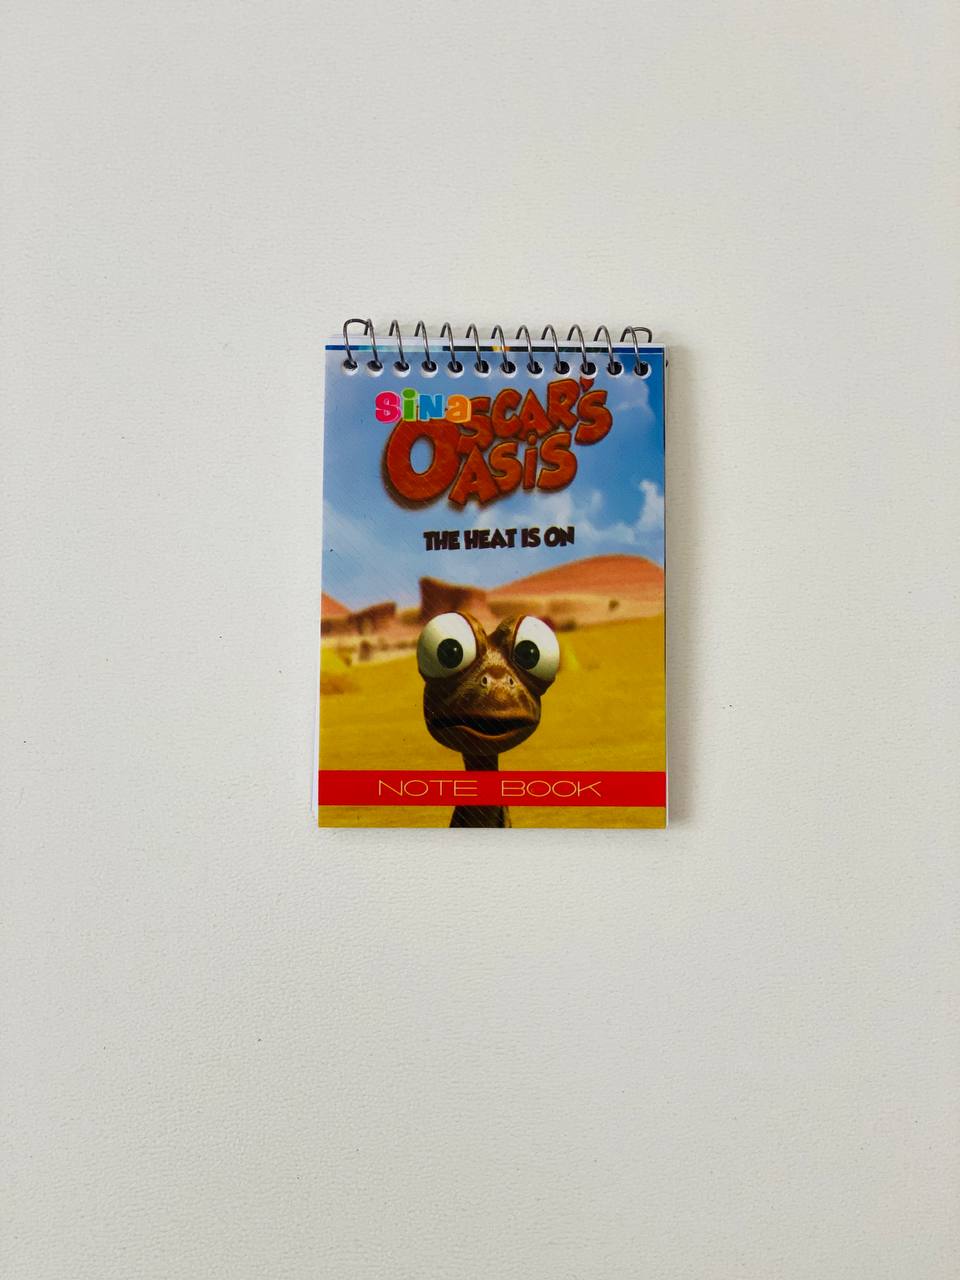 SiNa
OSCAR'S
OASIS
THE HEAT IS ON
NOTE BOOK